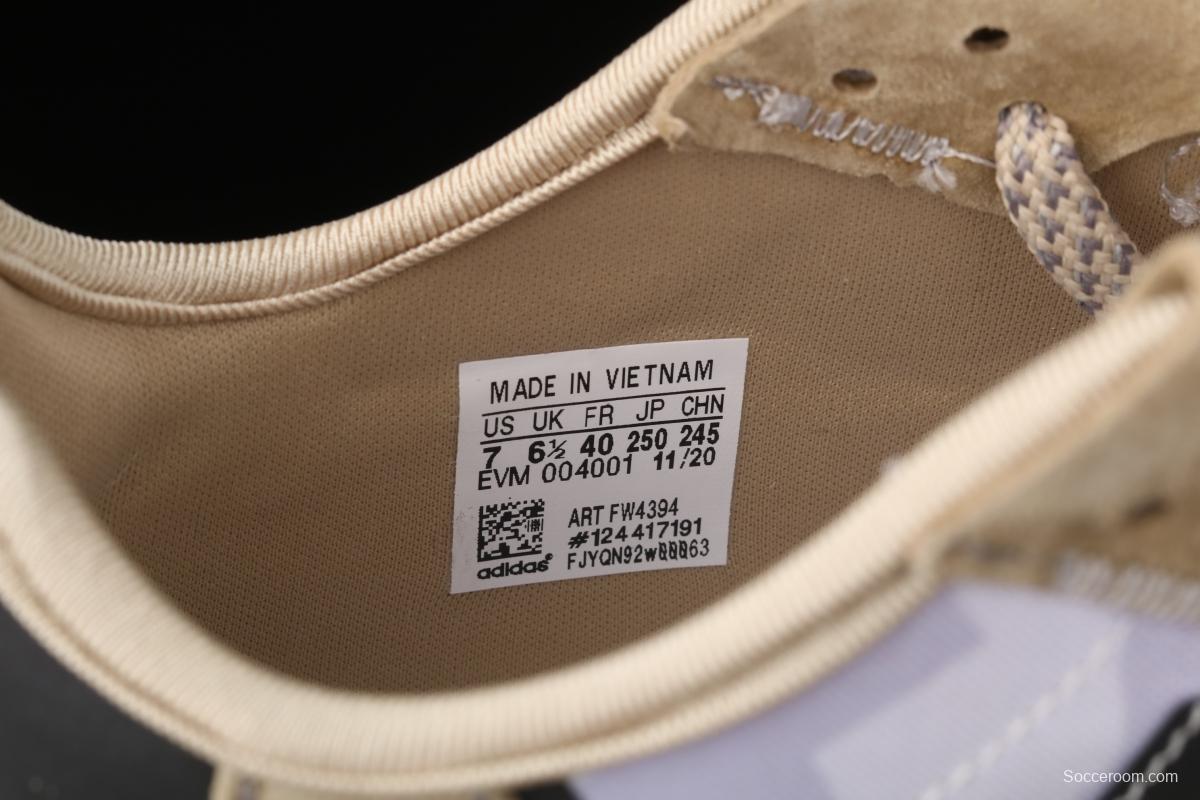 MADE IN VIETNAM
US UK FR JP CHN
7 6½ 40 250 245
EVM 004001 11/20
ART FW4394
#124417191
adidas®
Socceroom.com